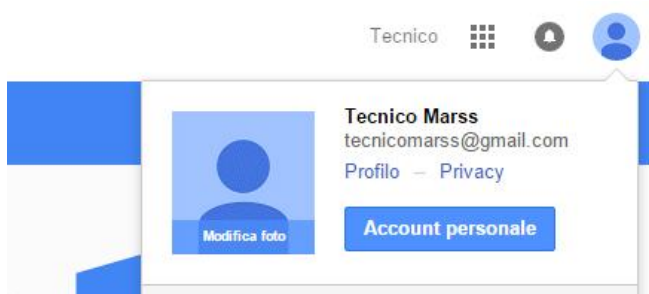 Tecnico
Tecnico Marss
tecnicomarss@gmail.com
Profilo – Privacy
Modifica foto
Account personale